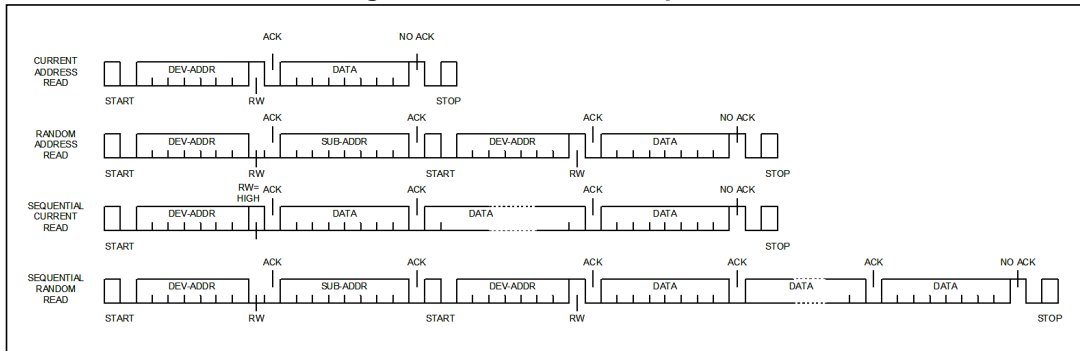 ACK NO ACK
CURRENT
ADDRESS
READ
DEV-ADDR DATA
START RW STOP
ACK ACK ACK NO ACK
RANDOM
ADDRESS
READ
DEV-ADDR SUB-ADDR DEV-ADDR DATA
START RW START RW STOP
RW=
HIGH
ACK ACK ACK NO ACK
SEQUENTIAL
CURRENT
READ
DEV-ADDR DATA DATA DATA
START STOP
ACK ACK ACK ACK ACK NO ACK
SEQUENTIAL
RANDOM
READ
DEV-ADDR SUB-ADDR DEV-ADDR DATA DATA DATA
START RW START RW STOP